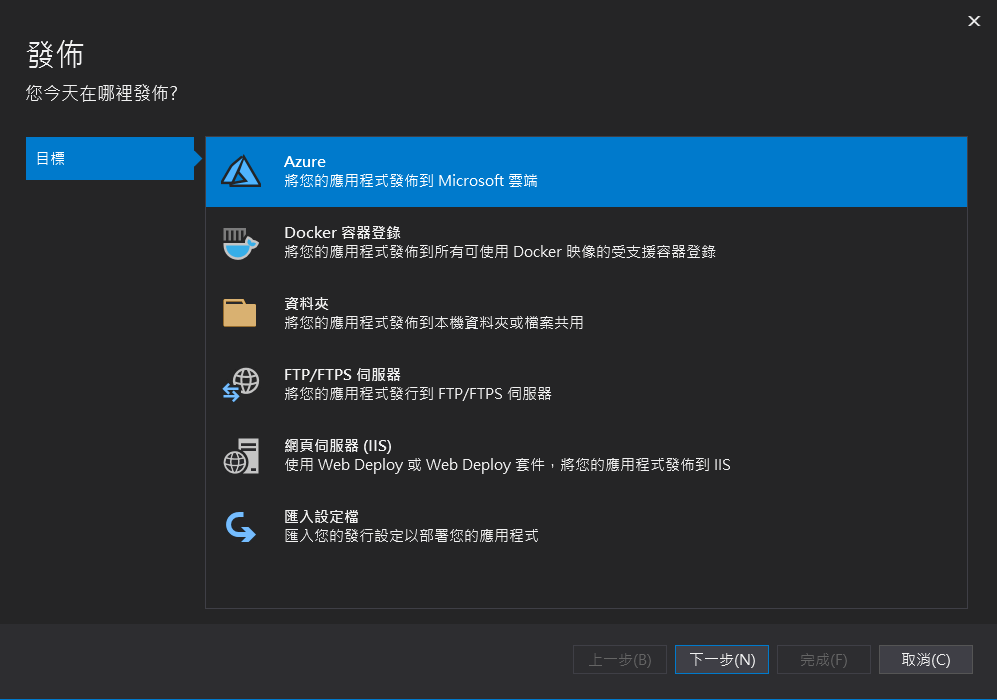 發佈
您今天在哪裡發佈?
目標
Azure
將您的應用程式發佈到 Microsoft 雲端
Docker 容器登錄
將您的應用程式發佈到所有可使用 Docker 映像的受支援容器登錄
資料夾
將您的應用程式發佈到本機資料夾或檔案共用
FTP/FTPS 伺服器
將您的應用程式發行到 FTP/FTPS 伺服器
網頁伺服器 (IIS)
使用 Web Deploy 或 Web Deploy 套件，將您的應用程式發佈到 IIS
匯入設定檔
匯入您的發行設定以部署您的應用程式
上一步(B)
下一步(N)
完成(F)
取消(C)